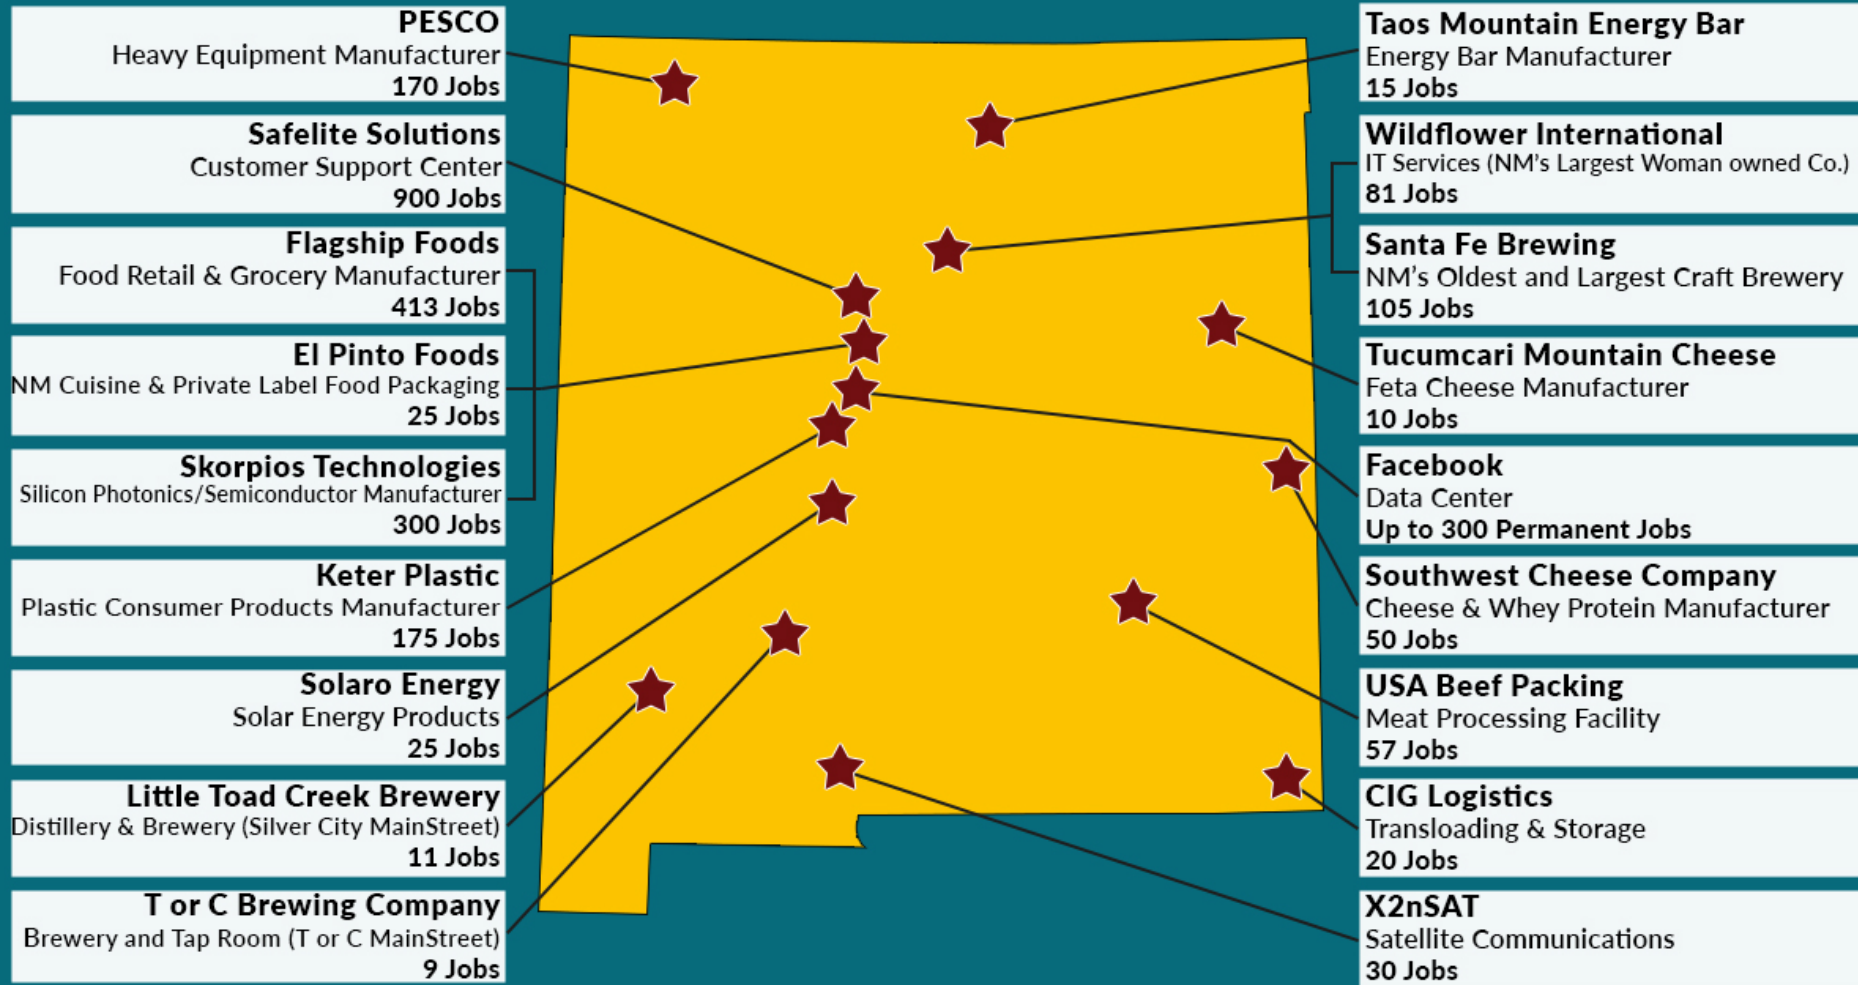 PESCO
Heavy Equipment Manufacturer
170 Jobs
Safelite Solutions
Customer Support Center
900 Jobs
Flagship Foods
Food Retail & Grocery Manufacturer
413 Jobs
El Pinto Foods
NM Cuisine & Private Label Food Packaging
25 Jobs
Skorpios Technologies
Silicon Photonics/Semiconductor Manufacturer
300 Jobs
Keter Plastic
Plastic Consumer Products Manufacturer
175 Jobs
Solaro Energy
Solar Energy Products
25 Jobs
Little Toad Creek Brewery
Distillery & Brewery (Silver City MainStreet)
11 Jobs
T or C Brewing Company
Brewery and Tap Room (T or C MainStreet)
9 Jobs
Taos Mountain Energy Bar
Energy Bar Manufacturer
15 Jobs
Wildflower International
IT Services (NM's Largest Woman owned Co.)
81 Jobs
Santa Fe Brewing
NM's Oldest and Largest Craft Brewery
105 Jobs
Tucumcari Mountain Cheese
Feta Cheese Manufacturer
10 Jobs
Facebook
Data Center
Up to 300 Permanent Jobs
Southwest Cheese Company
Cheese & Whey Protein Manufacturer
50 Jobs
USA Beef Packing
Meat Processing Facility
57 Jobs
CIG Logistics
Transloading & Storage
20 Jobs
X2nSAT
Satellite Communications
30 Jobs